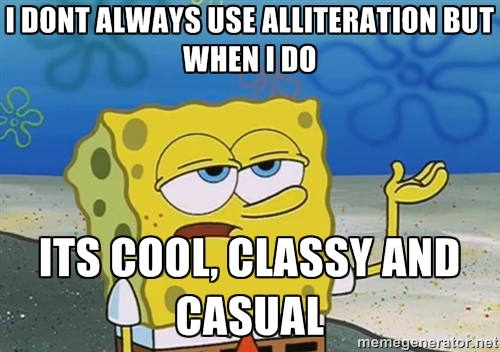 I DONT ALWAYS USE ALLITERATION BUT
WHEN I DO
ITS COOL, CLASSY AND
CASUAL
memegenerator.net